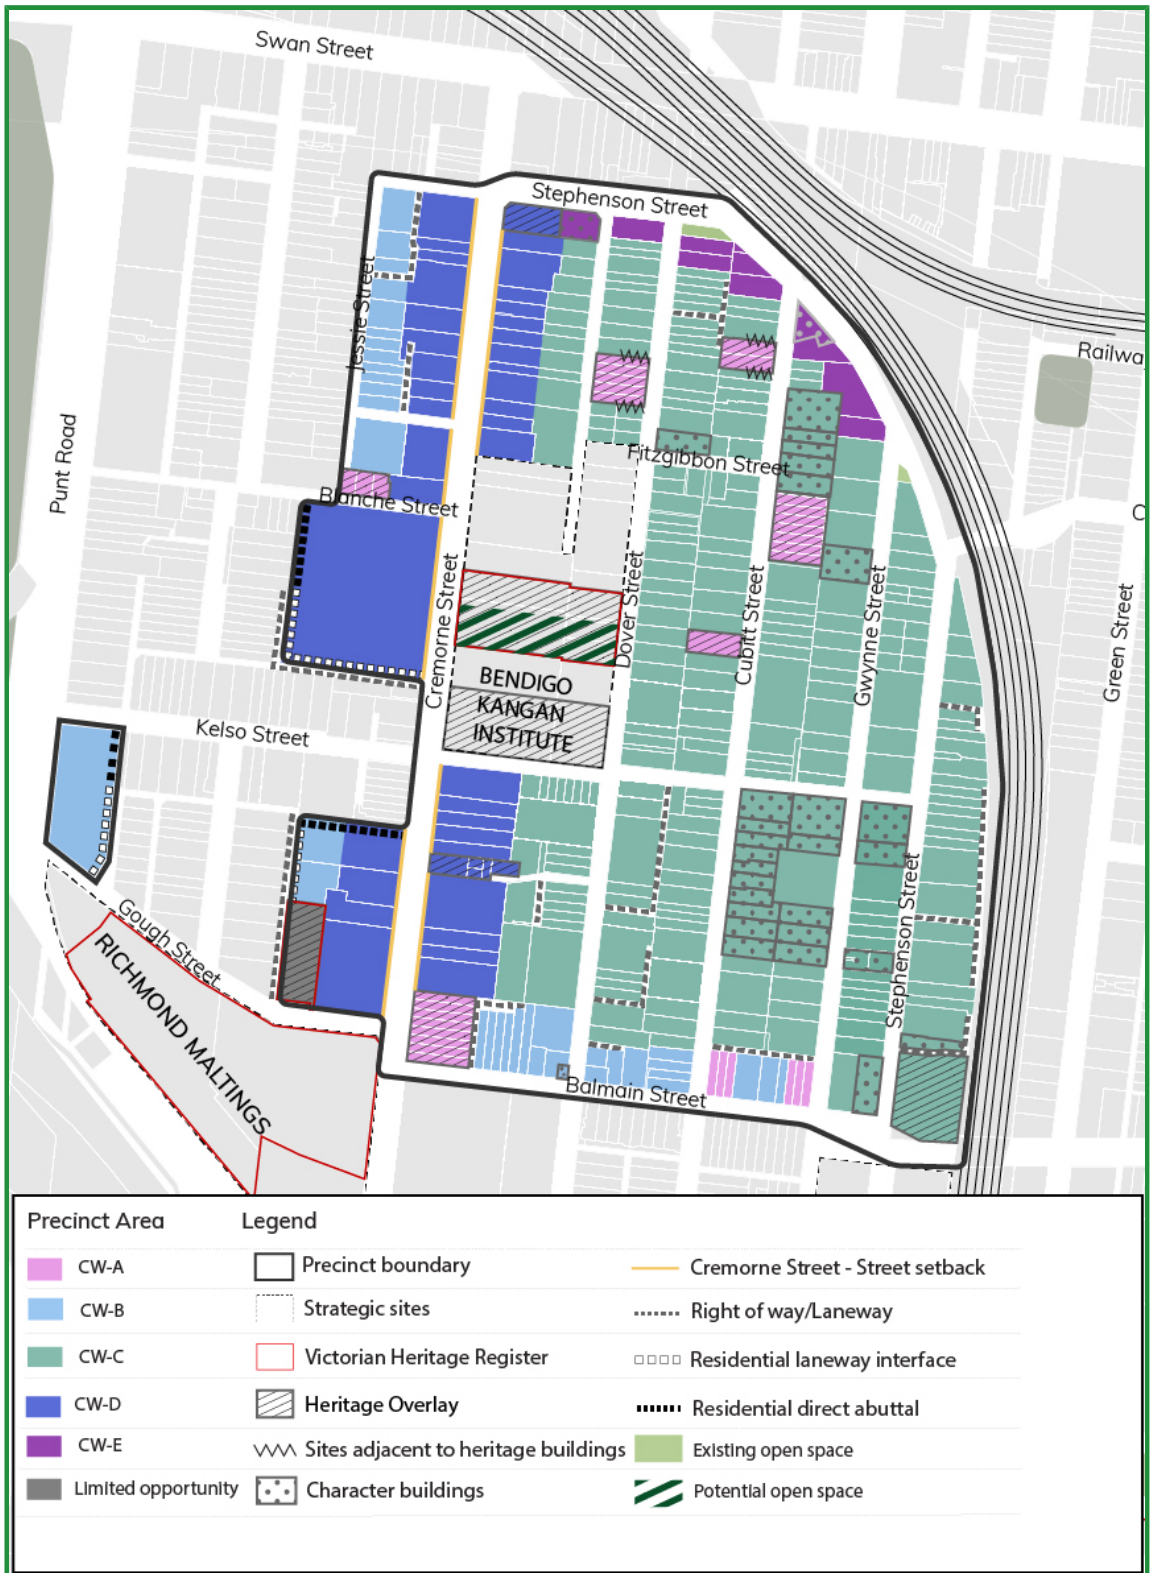 Swan Street
Stephenson Street
Jessie Street
Railwa
Punt Road
Fitzgibbon Street
Blanche Street
C
Cremorne Street
Dover Street
Cubitt Street
Gwynne Street
Green Street
BENDIGO
KANGAN
INSTITUTE
Kelso Street
Stephenson Street
Gough Street
RICHMOND MALTINGS
Balmain Street
Precinct Area
Legend
CW-A
Precinct boundary
Cremorne Street - Street setback
CW-B
Strategic sites
Right of way/Laneway
CW-C
Victorian Heritage Register
Residential laneway interface
CW-D
Heritage Overlay
Residential direct abuttal
CW-E
Sites adjacent to heritage buildings
Existing open space
Limited opportunity
Character buildings
Potential open space